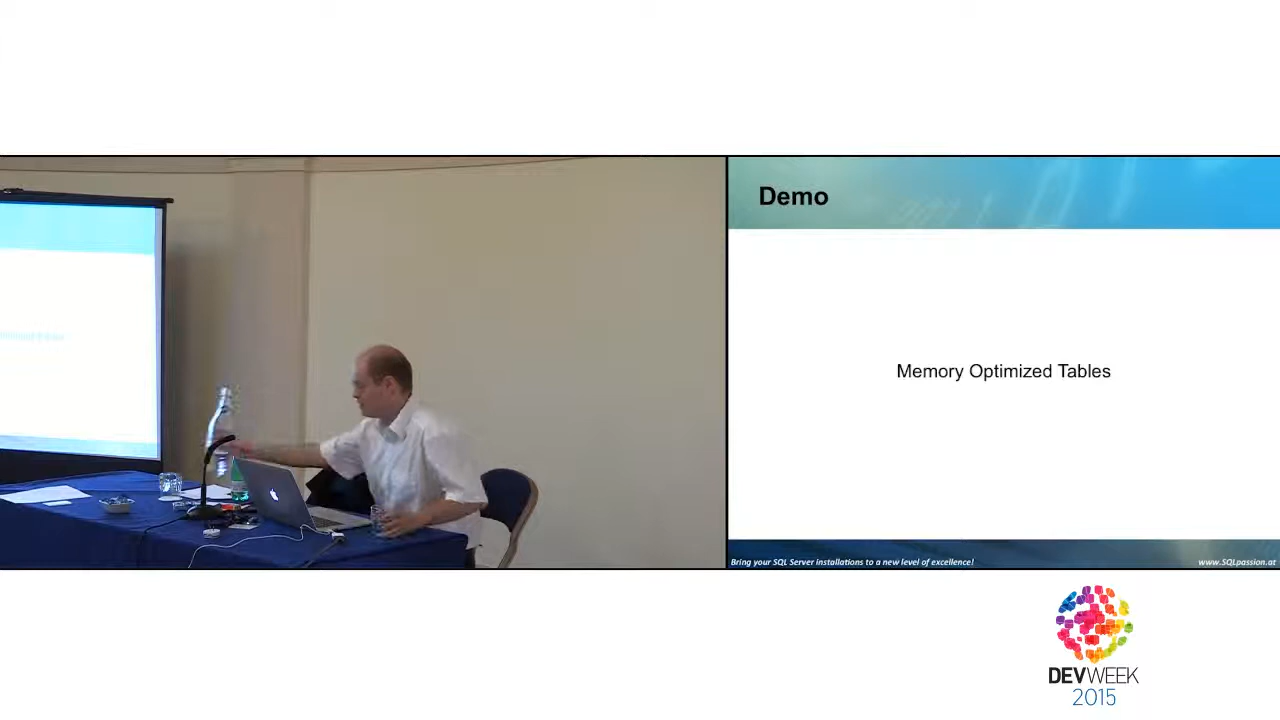 Demo
Memory Optimized Tables
Bring your SQL Server installations to a new level of excellence!
www.SQLpassion.at
DEVWEEK
2015